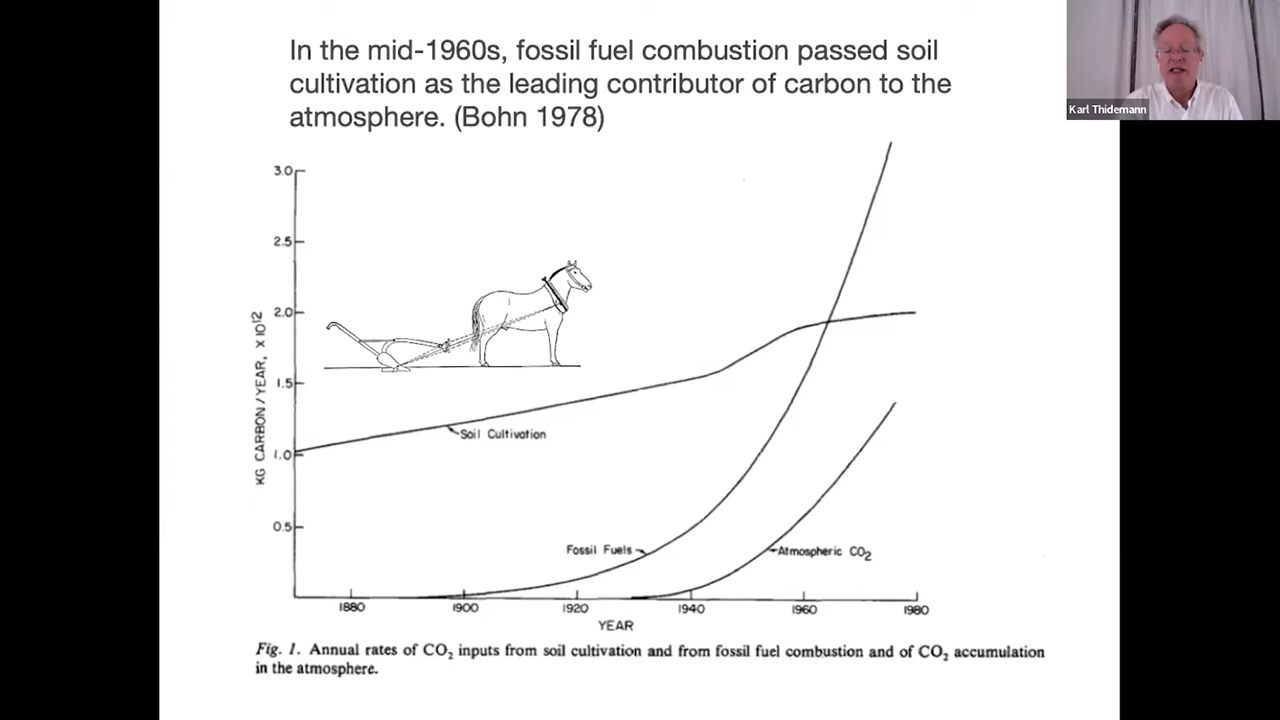 In the mid-1960s, fossil fuel combustion passed soil
cultivation as the leading contributor of carbon to the
atmosphere. (Bohn 1978)
Karl Thidemann
3.0
2.5
2.0
1.5
1.0
0.5
KG CARBON/YEAR, x 10¹²
Soil Cultivation
Fossil Fuels
Atmospheric CO₂
1880 1900 1920 1940 1960 1980
YEAR
Fig. 1. Annual rates of CO₂ inputs from soil cultivation and from fossil fuel combustion and of CO₂ accumulation
in the atmosphere.